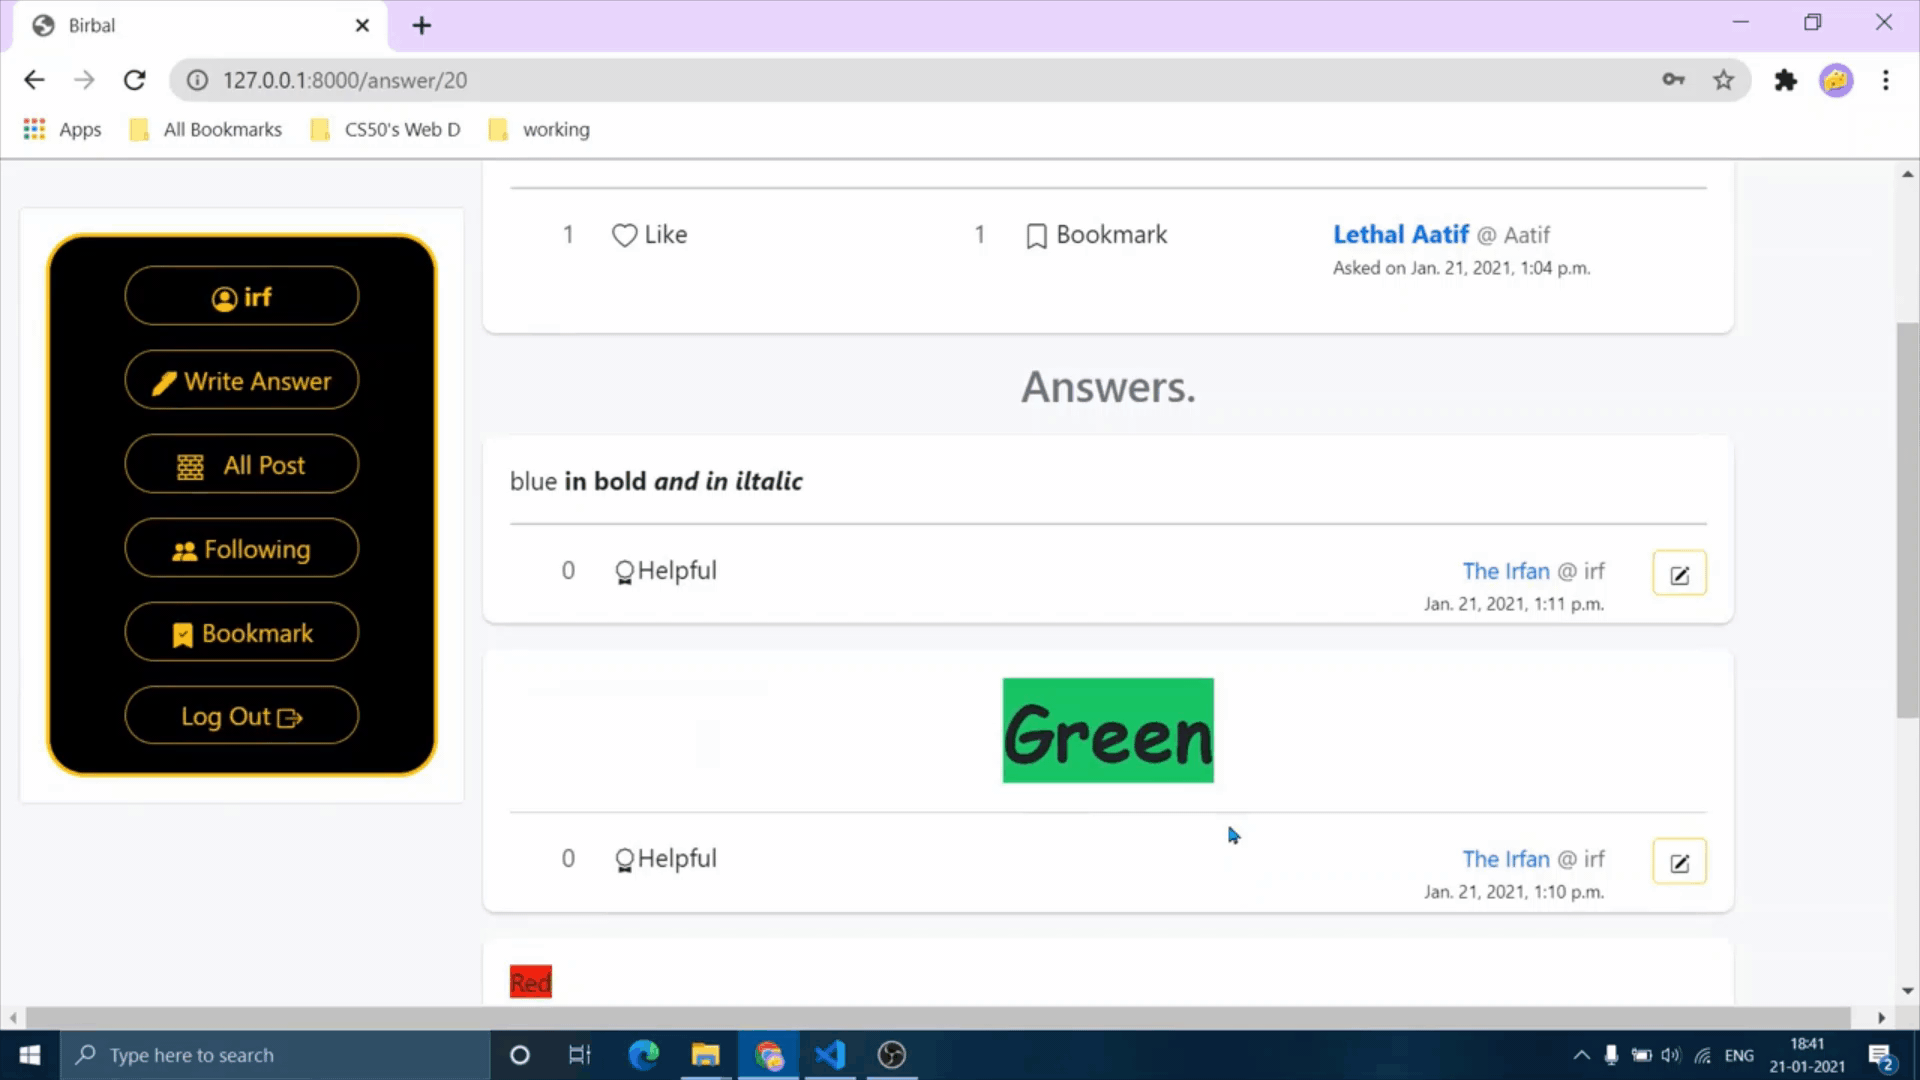 Birbal
127.0.0.1:8000/answer/20
Apps All Bookmarks CS50's Web D working
irf
Write Answer
All Post
Following
Bookmark
Log Out
1 Like 1 Bookmark Lethal Aatif @ Aatif
Asked on Jan. 21, 2021, 1:04 p.m.
Answers.
blue in bold and in iltalic
0 Helpful The Irfan @ irf
Jan. 21, 2021, 1:11 p.m.
Green
0 Helpful The Irfan @ irf
Jan. 21, 2021, 1:10 p.m.
Red
Type here to search
ENG
18:41
21-01-2021
2